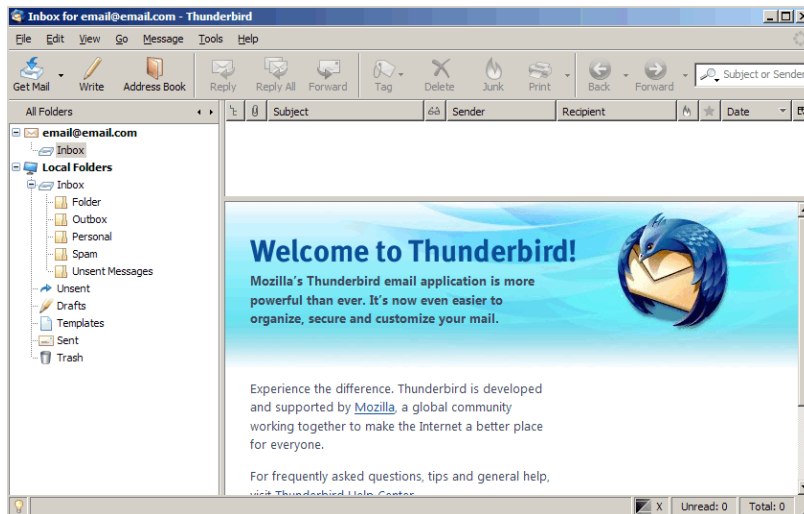 Inbox for email@email.com - Thunderbird
File Edit View Go Message Tools Help
Get Mail Write Address Book Reply Reply All Forward Tag Delete Junk Print Back Forward Subject or Sender
All Folders Subject Sender Recipient Date
email@email.com
Inbox
Local Folders
Inbox
Folder
Outbox
Personal
Spam
Unsent Messages
Unsent
Drafts
Templates
Sent
Trash
Welcome to Thunderbird!
Mozilla's Thunderbird email application is more
powerful than ever. It's now even easier to
organize, secure and customize your mail.
Experience the difference. Thunderbird is developed
and supported by Mozilla, a global community
working together to make the Internet a better place
for everyone.
For frequently asked questions, tips and general help,
visit Thunderbird Help Center
X Unread: 0 Total: 0